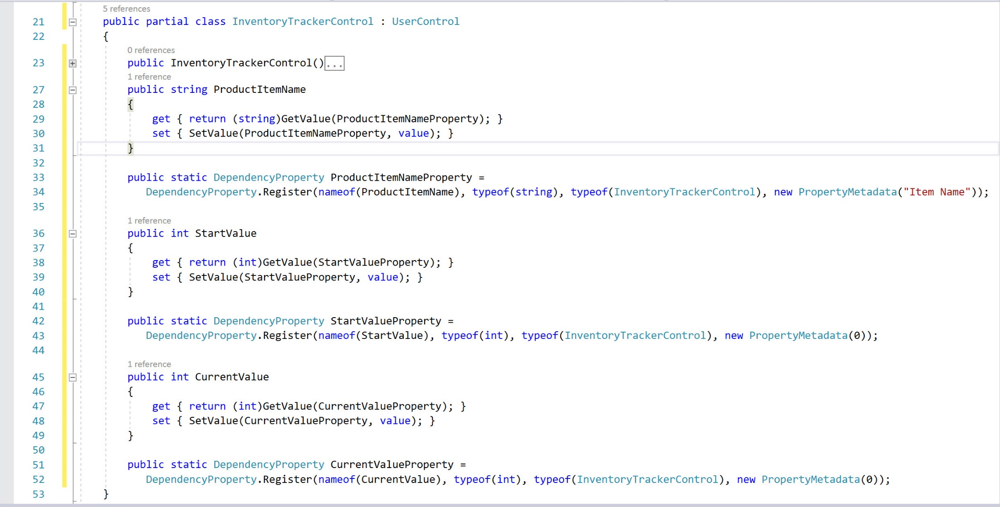 5 references
21 public partial class InventoryTrackerControl : UserControl
22 {
0 references
23 public InventoryTrackerControl()...
1 reference
27 public string ProductItemName
28 {
29 get { return (string)GetValue(ProductItemNameProperty); }
30 set { SetValue(ProductItemNameProperty, value); }
31 }
32
33 public static DependencyProperty ProductItemNameProperty =
34 DependencyProperty.Register(nameof(ProductItemName), typeof(string), typeof(InventoryTrackerControl), new PropertyMetadata("Item Name"));
35
1 reference
36 public int StartValue
37 {
38 get { return (int)GetValue(StartValueProperty); }
39 set { SetValue(StartValueProperty, value); }
40 }
41
42 public static DependencyProperty StartValueProperty =
43 DependencyProperty.Register(nameof(StartValue), typeof(int), typeof(InventoryTrackerControl), new PropertyMetadata(0));
44
1 reference
45 public int CurrentValue
46 {
47 get { return (int)GetValue(CurrentValueProperty); }
48 set { SetValue(CurrentValueProperty, value); }
49 }
50
51 public static DependencyProperty CurrentValueProperty =
52 DependencyProperty.Register(nameof(CurrentValue), typeof(int), typeof(InventoryTrackerControl), new PropertyMetadata(0));
53 }